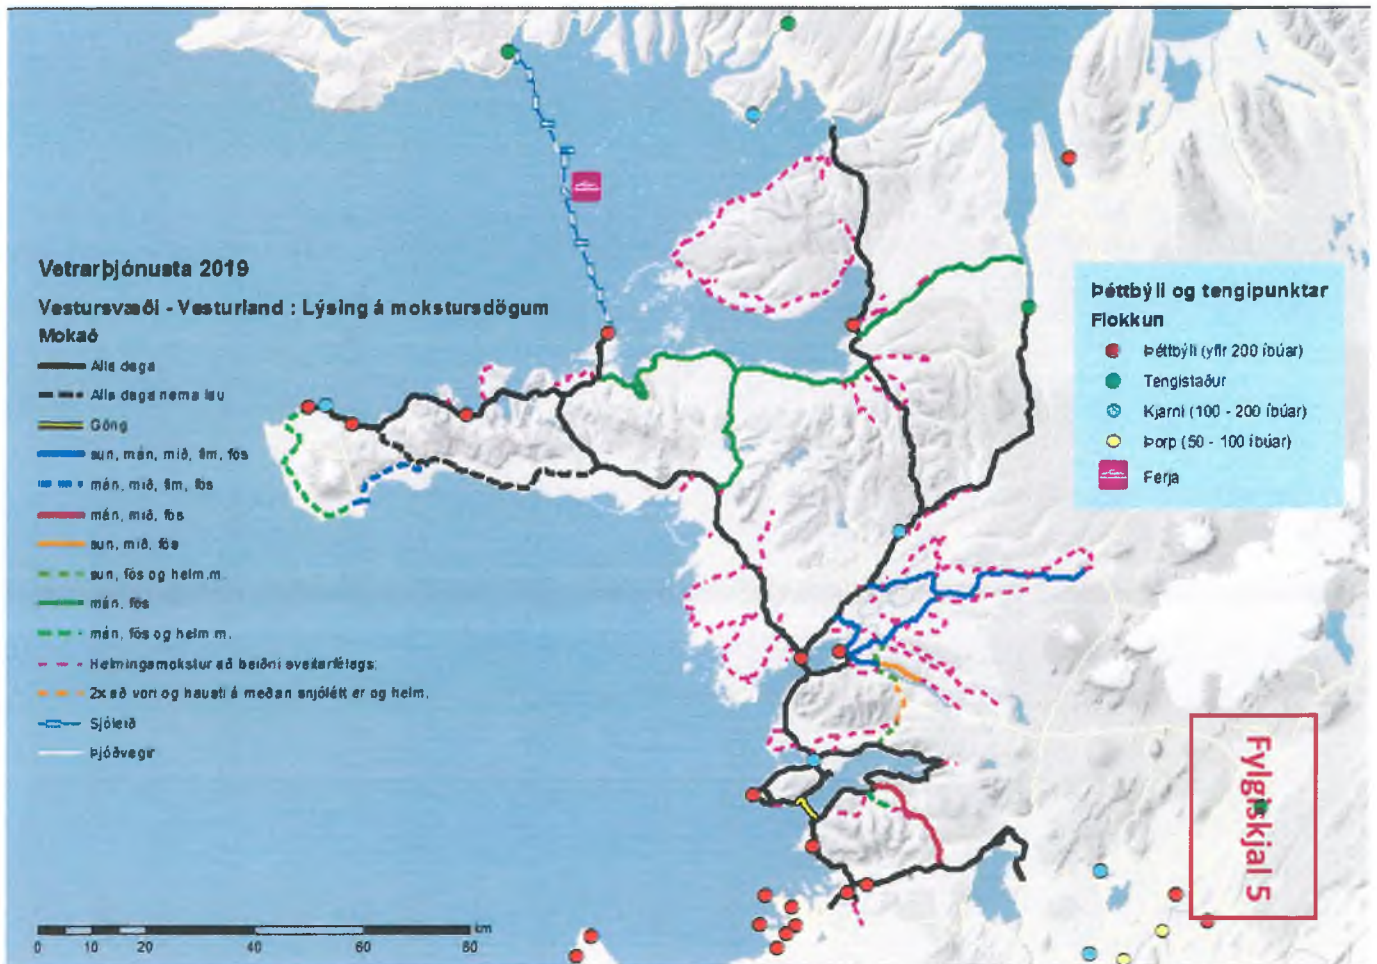 Vetrarþjónusta 2019
Vestursvæði - Vesturland : Lýsing á mokstursdögum
Mokað
Alla daga
Alla daga nema lau
Göng
sun, mán, mið, fim, fös
mán, mið, fim, fös
mán, mið, fös
sun, mið, fös
sun, fös og helm.m.
mán, fös
mán, fös og helm.m.
Helmingamokstur að beiðni sveitarfélags.
2x að vori og hausti á meðan snjólétt er og helm.
Sjóleið
Þjóðvegir
0 10 20 40 60 80 km
Þéttbýli og tengipunktar
Flokkun
Þéttbýli (yfir 200 íbúar)
Tengistaður
Kjarni (100 - 200 íbúar)
Þorp (50 - 100 íbúar)
Ferja
Fylgiskjal 5